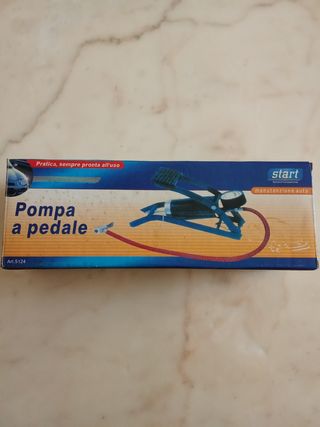 Pratica, sempre pronta all'uso
start
manutenzione auto
Pompa
a pedale
Art. 5124